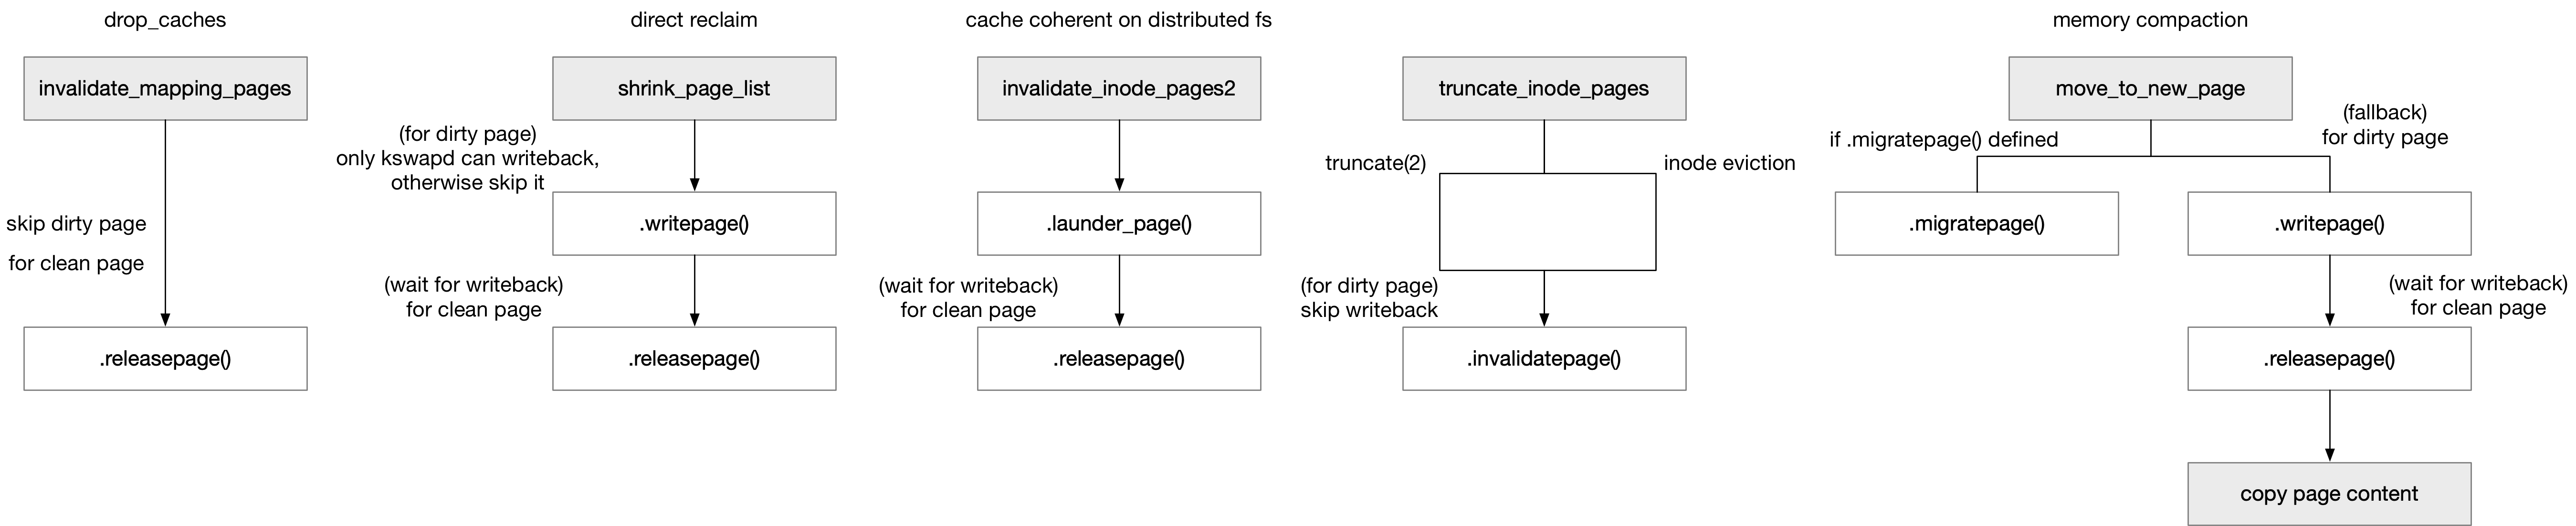 drop_caches
invalidate_mapping_pages
skip dirty page
for clean page
.releasepage()
direct reclaim
shrink_page_list
(for dirty page)
only kswapd can writeback,
otherwise skip it
.writepage()
(wait for writeback)
for clean page
.releasepage()
cache coherent on distributed fs
invalidate_inode_pages2
.launder_page()
(wait for writeback)
for clean page
.releasepage()
truncate_inode_pages
truncate(2)
inode eviction
(for dirty page)
skip writeback
.invalidatepage()
memory compaction
move_to_new_page
if .migratepage() defined
(fallback)
for dirty page
.migratepage()
.writepage()
(wait for writeback)
for clean page
.releasepage()
copy page content